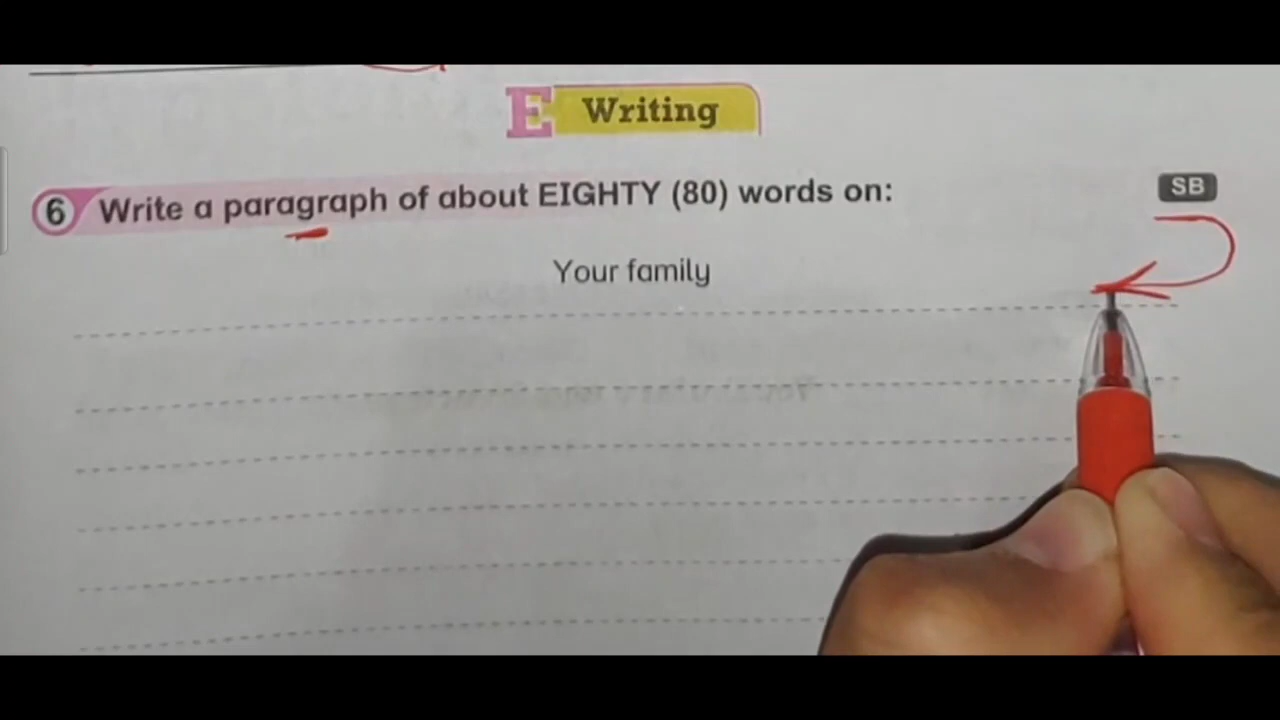 E Writing
6 Write a paragraph of about EIGHTY (80) words on:
SB
Your family